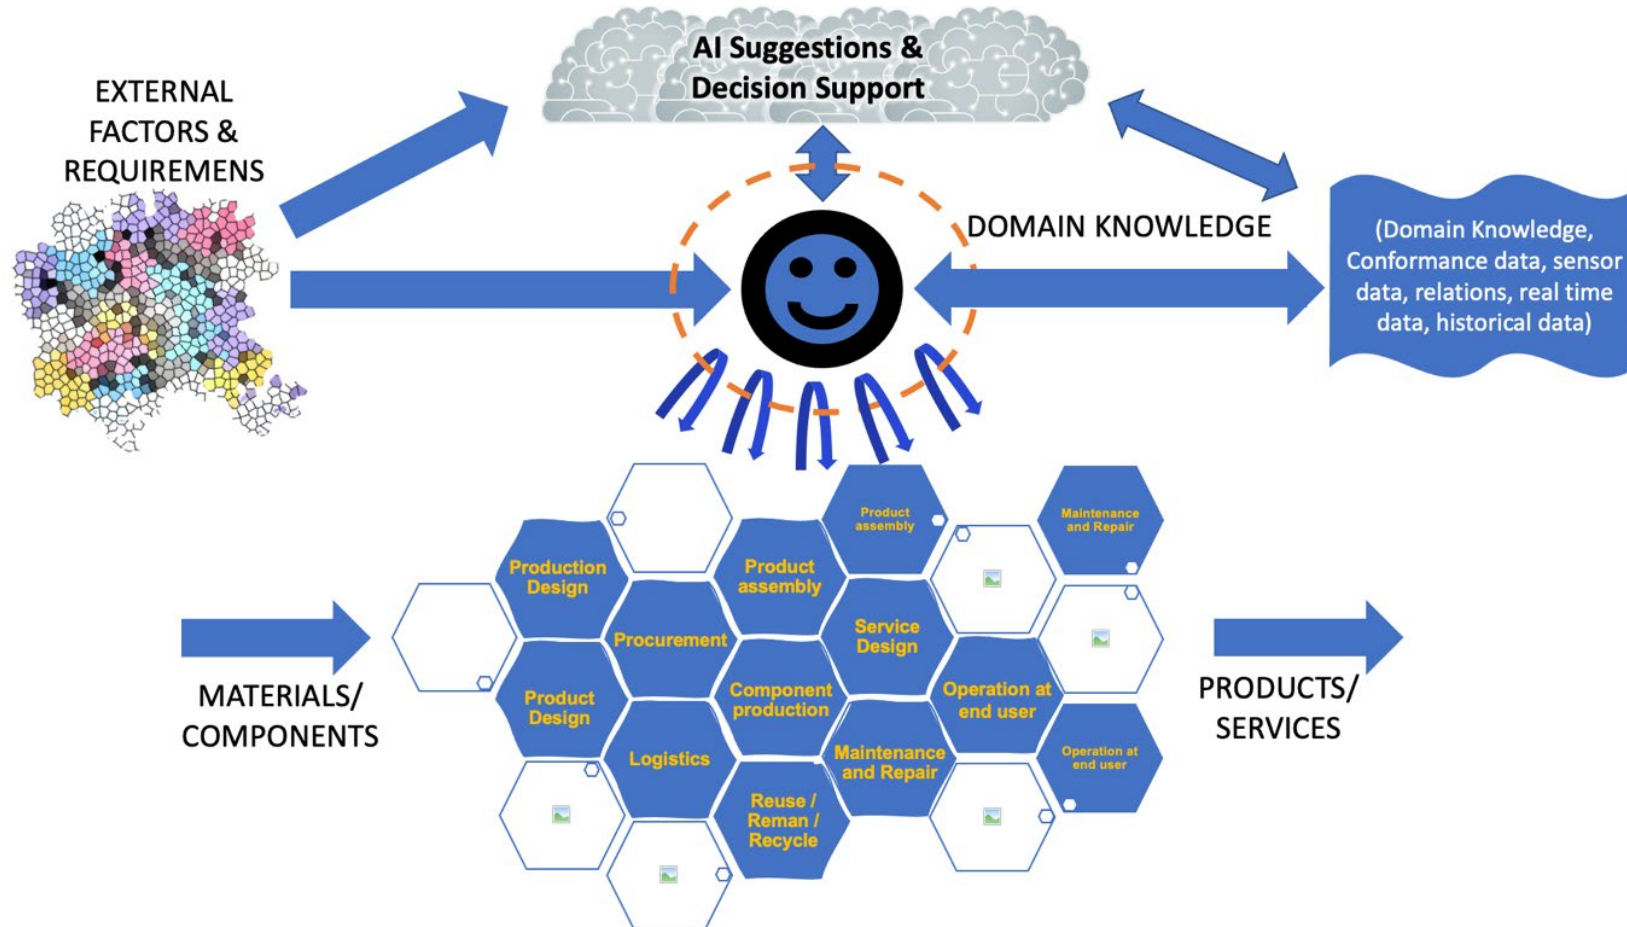 AI Suggestions &
Decision Support
EXTERNAL
FACTORS &
REQUIREMENS
DOMAIN KNOWLEDGE
(Domain Knowledge,
Conformance data, sensor
data, relations, real time
data, historical data)
Product
assembly
Maintenance
and Repair
Production
Design
Product
assembly
Procurement
Service
Design
Product
Design
Component
production
Operation at
end user
Logistics
Maintenance
and Repair
Operation at
end user
Reuse /
Reman /
Recycle
MATERIALS/
COMPONENTS
PRODUCTS/
SERVICES